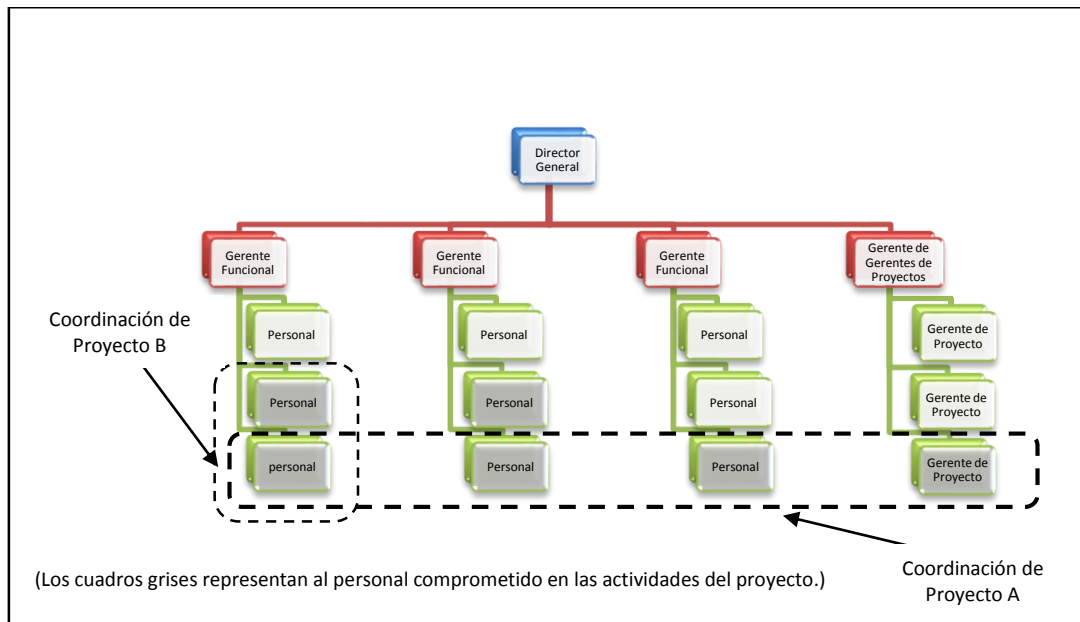 Director
General
Gerente
Funcional
Gerente
Funcional
Gerente
Funcional
Gerente de
Gerentes de
Proyectos
Coordinación de
Proyecto B
Personal
Personal
Personal
Gerente de
Proyecto
Personal
Personal
Personal
Gerente de
Proyecto
personal
Personal
Personal
Gerente de
Proyecto
(Los cuadros grises representan al personal comprometido en las actividades del proyecto.)
Coordinación de
Proyecto A